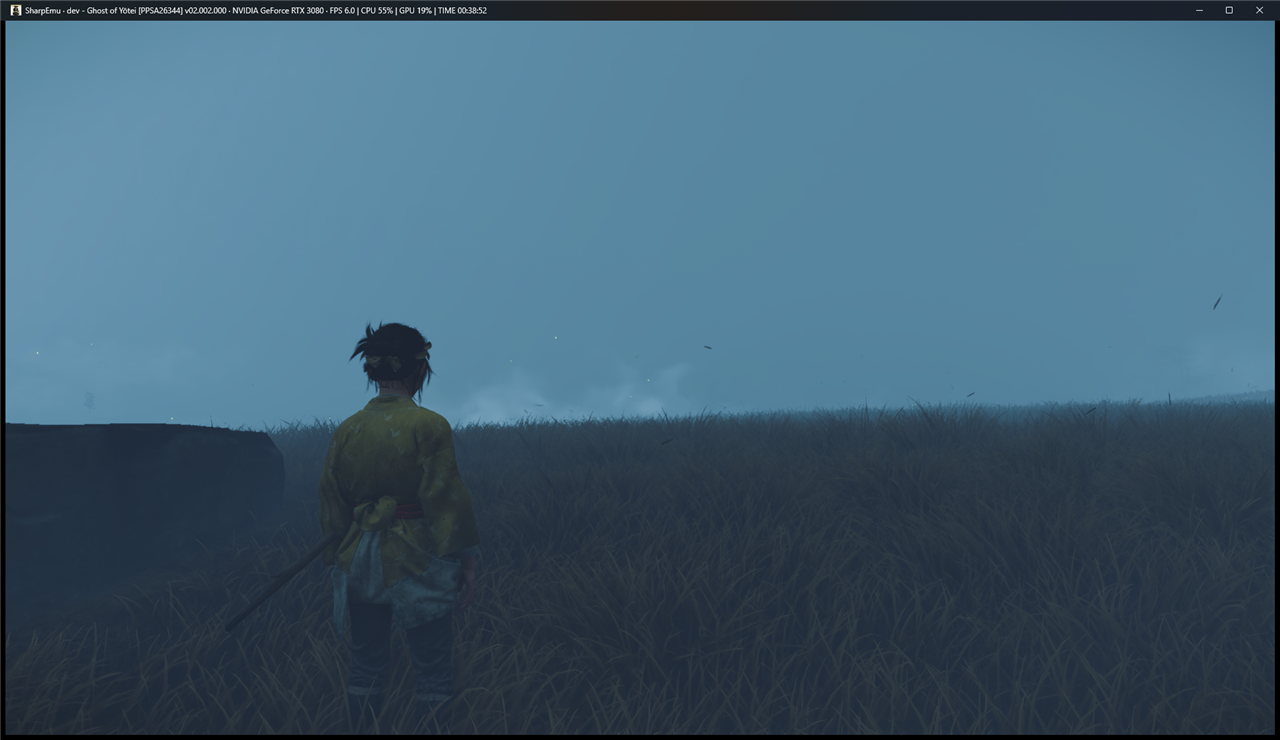 SharpEmu - dev - Ghost of Yōtei [PPSA26344] v02.002.000 - NVIDIA GeForce RTX 3080 - FPS 6.0 | CPU 55% | GPU 19% | TIME 00:38:52